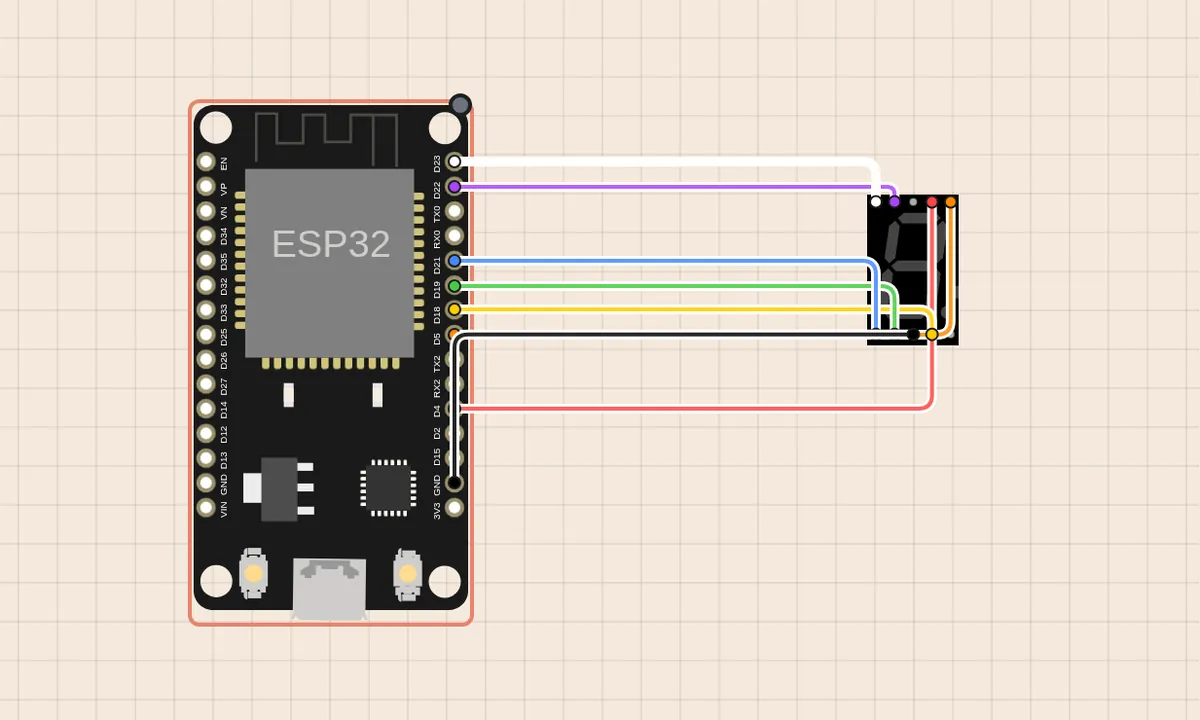 ESP32
EN
VP
VN
D34
D35
D32
D33
D25
D26
D27
D14
D12
D13
GND
VIN
D23
D22
TX0
RX0
D21
D19
D18
D5
TX2
RX2
D4
D2
D15
GND
3V3